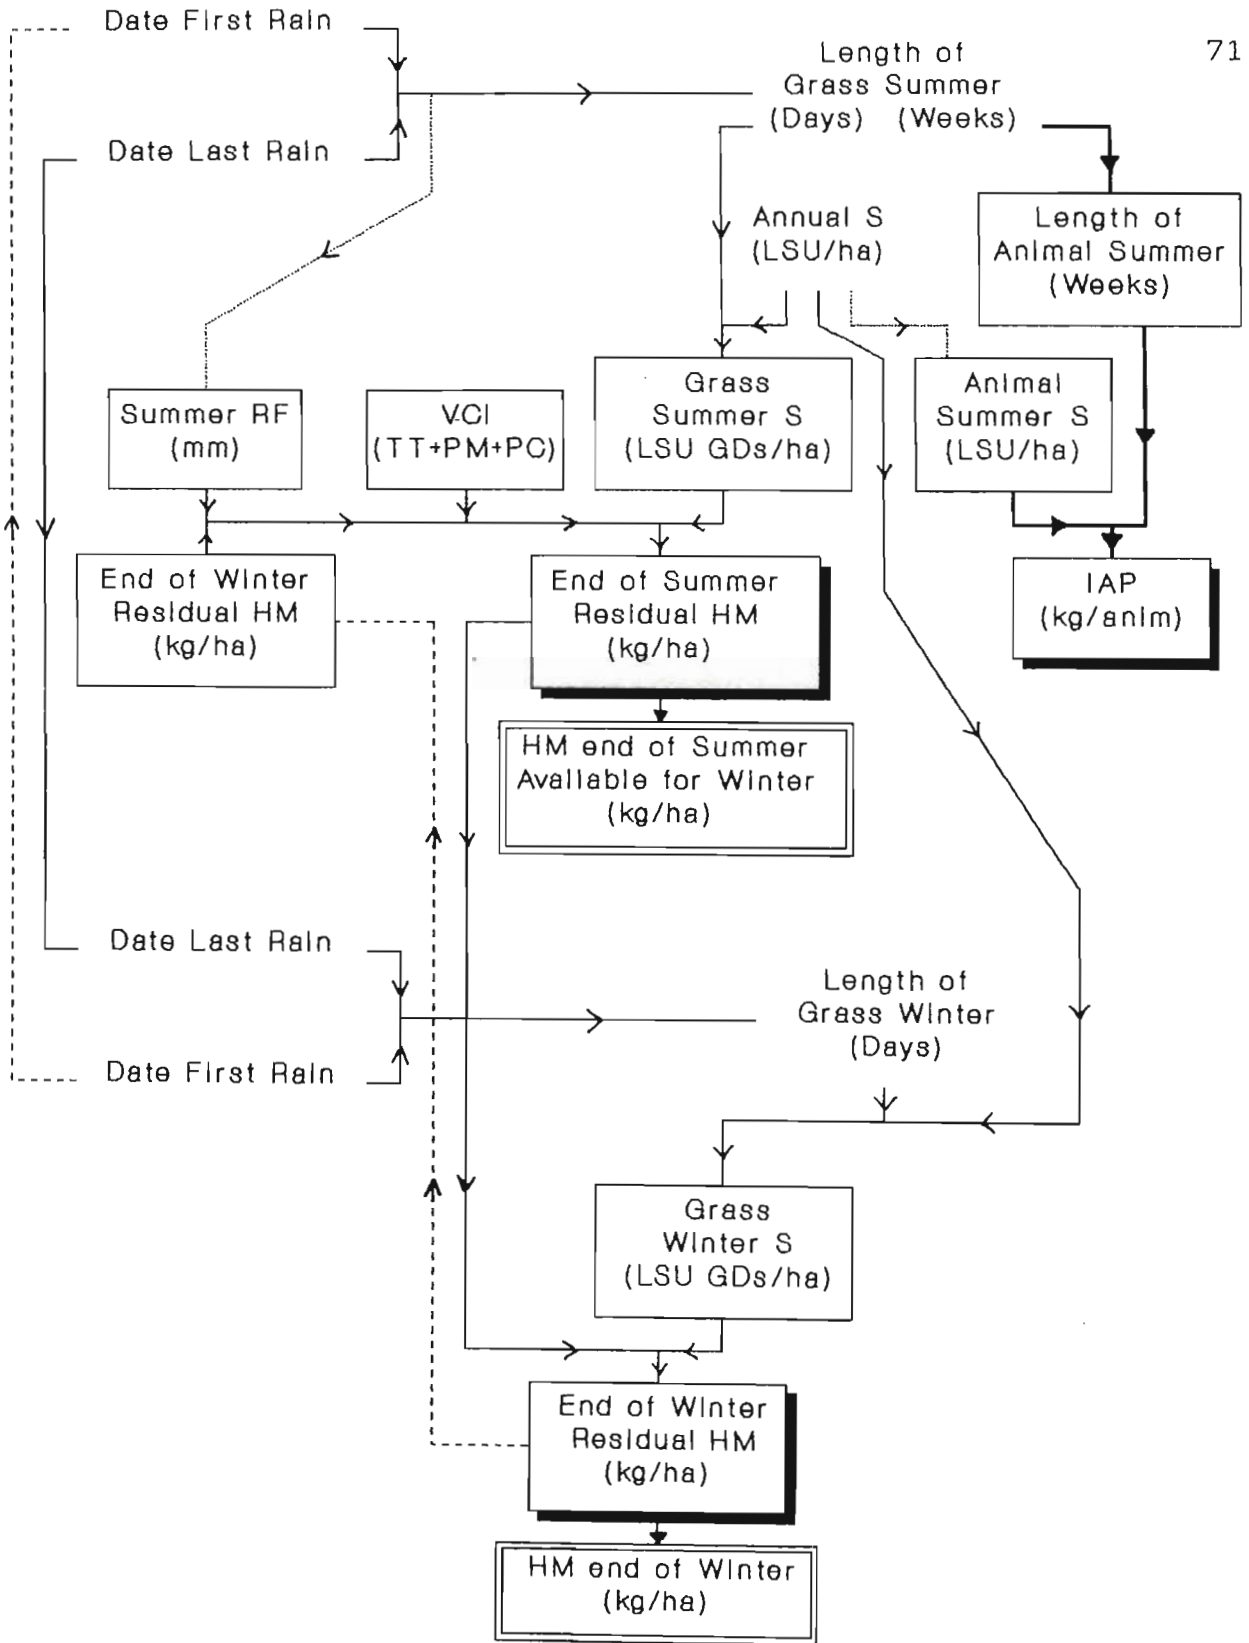 71
Date First Rain
Length of
Grass Summer
(Days) (Weeks)
Date Last Rain
Annual S
(LSU/ha)
Length of
Animal Summer
(Weeks)
Summer RF
(mm)
VCI
(TT+PM+PC)
Grass
Summer S
(LSU GDs/ha)
Animal
Summer S
(LSU/ha)
End of Winter
Residual HM
(kg/ha)
End of Summer
Residual HM
(kg/ha)
IAP
(kg/anim)
HM end of Summer
Available for Winter
(kg/ha)
Date Last Rain
Length of
Grass Winter
(Days)
Date First Rain
Grass
Winter S
(LSU GDs/ha)
End of Winter
Residual HM
(kg/ha)
HM end of Winter
(kg/ha)